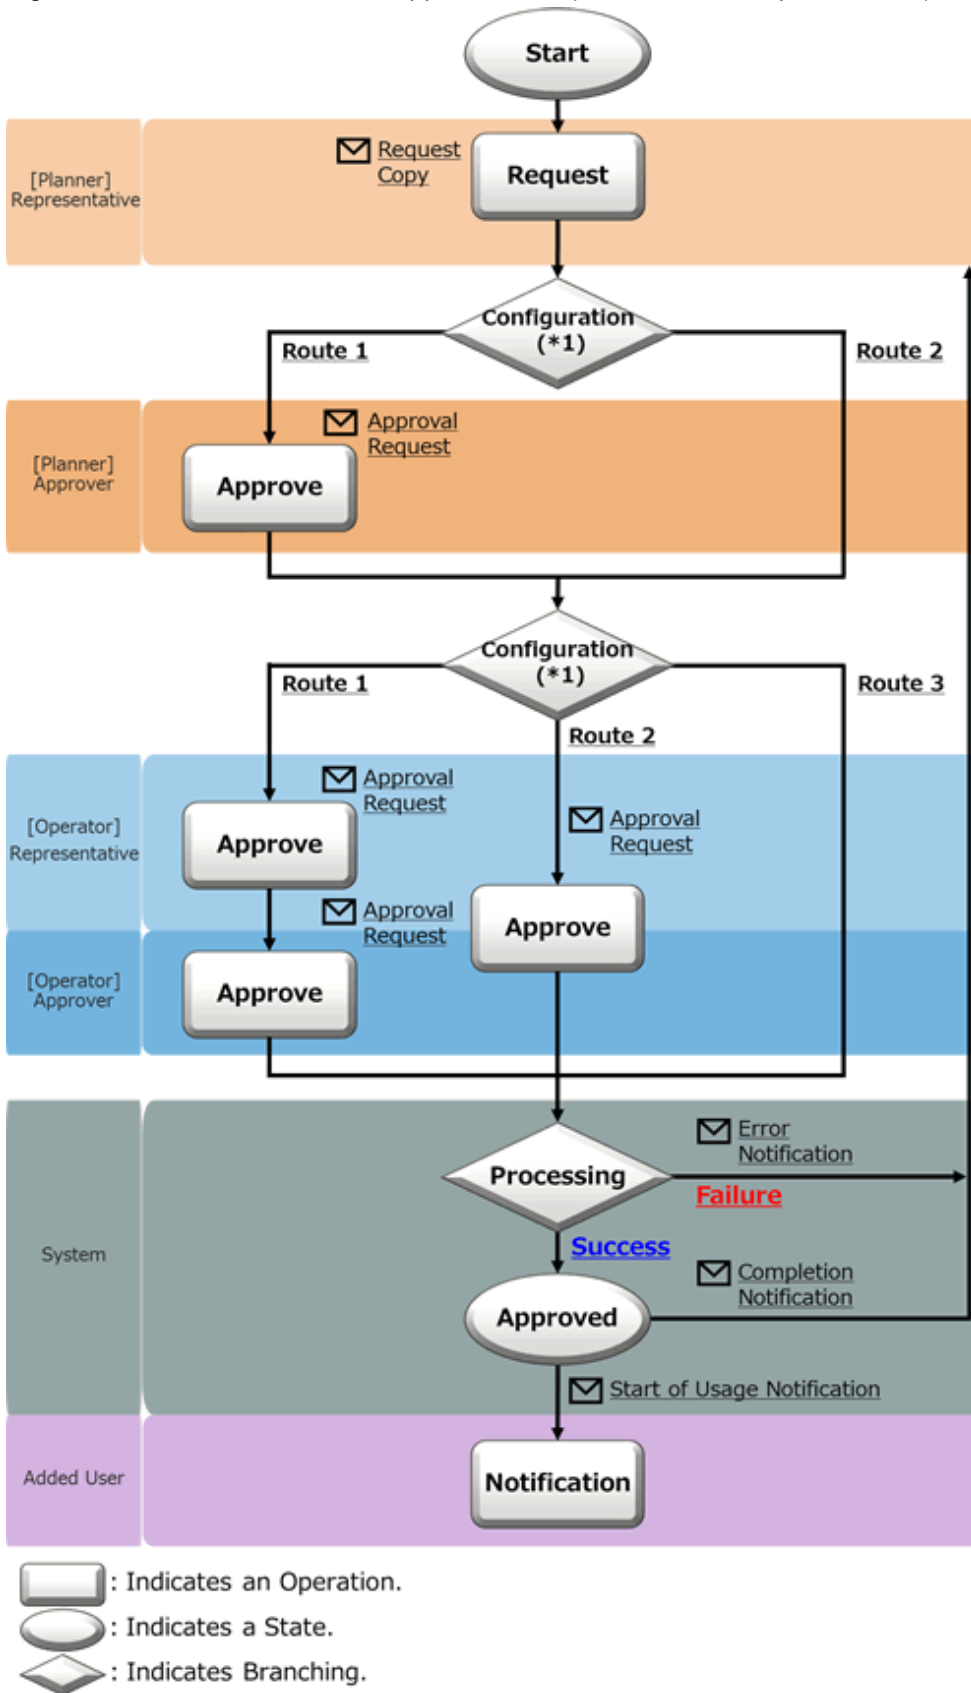 Start
[Planner]
Representative
Request
Copy
Request
Configuration
(*1)
Route 1
Route 2
[Planner]
Approver
Approval
Request
Approve
Configuration
(*1)
Route 1
Route 2
Route 3
[Operator]
Representative
Approval
Request
Approve
Approval
Request
Approval
Request
Approve
[Operator]
Approver
Approve
System
Processing
Error
Notification
Failure
Success
Completion
Notification
Approved
Start of Usage Notification
Added User
Notification
: Indicates an Operation.
: Indicates a State.
: Indicates Branching.